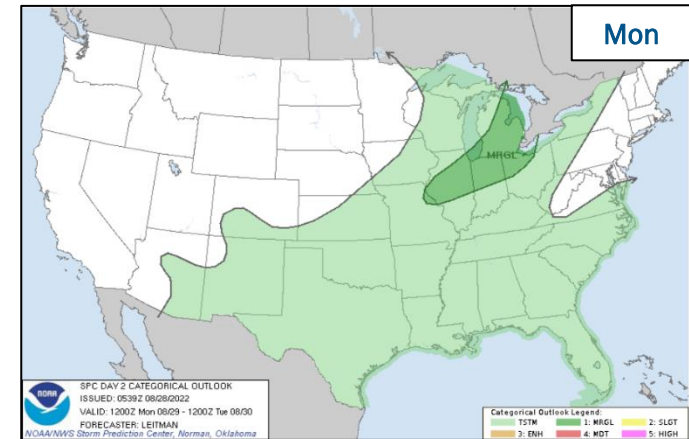 Mon
MRGL
NOAA
SPC DAY 2 CATEGORICAL OUTLOOK
ISSUED: 0539Z 08/28/2022
VALID: 1200Z Mon 08/29 - 1200Z Tue 08/30
FORECASTER: LEITMAN
NOAA/NWS Storm Prediction Center, Norman, Oklahoma
Categorical Outlook Legend:
TSTM 1: MRGL 2: SLGT
3: ENH 4: MDT 5: HIGH